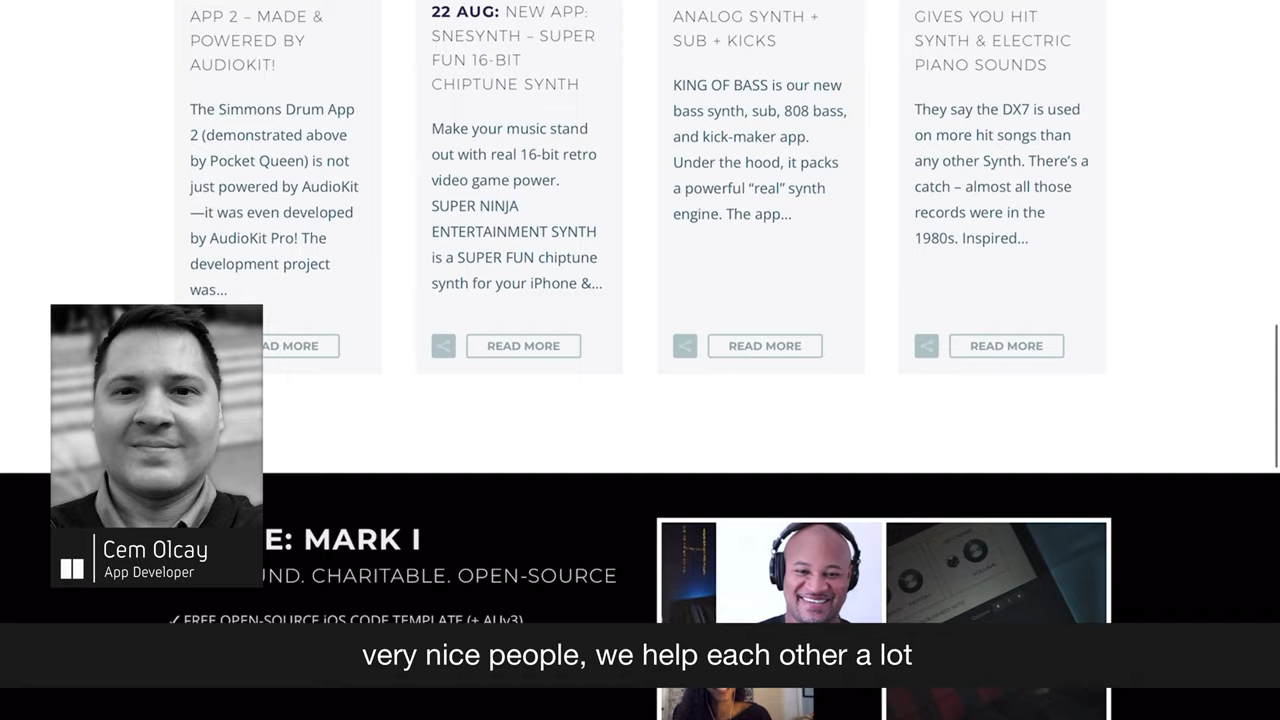 APP 2 – MADE &
POWERED BY
AUDIOKIT!
The Simmons Drum App
2 (demonstrated above
by Pocket Queen) is not
just powered by AudioKit
—it was even developed
by AudioKit Pro! The
development project
was...
AD MORE
22 AUG: NEW APP:
SNESYNTH – SUPER
FUN 16-BIT
CHIPTUNE SYNTH
Make your music stand
out with real 16-bit retro
video game power.
SUPER NINJA
ENTERTAINMENT SYNTH
is a SUPER FUN chiptune
synth for your iPhone &...
READ MORE
ANALOG SYNTH +
SUB + KICKS
KING OF BASS is our new
bass synth, sub, 808 bass,
and kick-maker app.
Under the hood, it packs
a powerful “real” synth
engine. The app...
READ MORE
GIVES YOU HIT
SYNTH & ELECTRIC
PIANO SOUNDS
They say the DX7 is used
on more hit songs than
any other Synth. There’s a
catch – almost all those
records were in the
1980s. Inspired...
READ MORE
Cem Olcay
App Developer
E: MARK I
UND. CHARITABLE. OPEN-SOURCE
✓ FREE OPEN-SOURCE iOS CODE TEMPLATE (+ AUv3)
very nice people, we help each other a lot